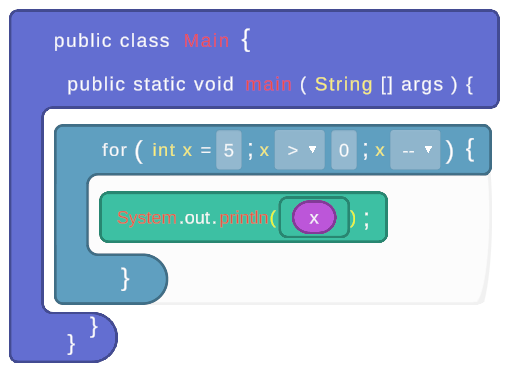 public class Main {
public static void main ( String [] args ) {
for ( int x = 5 ; x > ▼ 0 ; x -- ▼ ) {
System.out.println( x ) ;
}
}
}